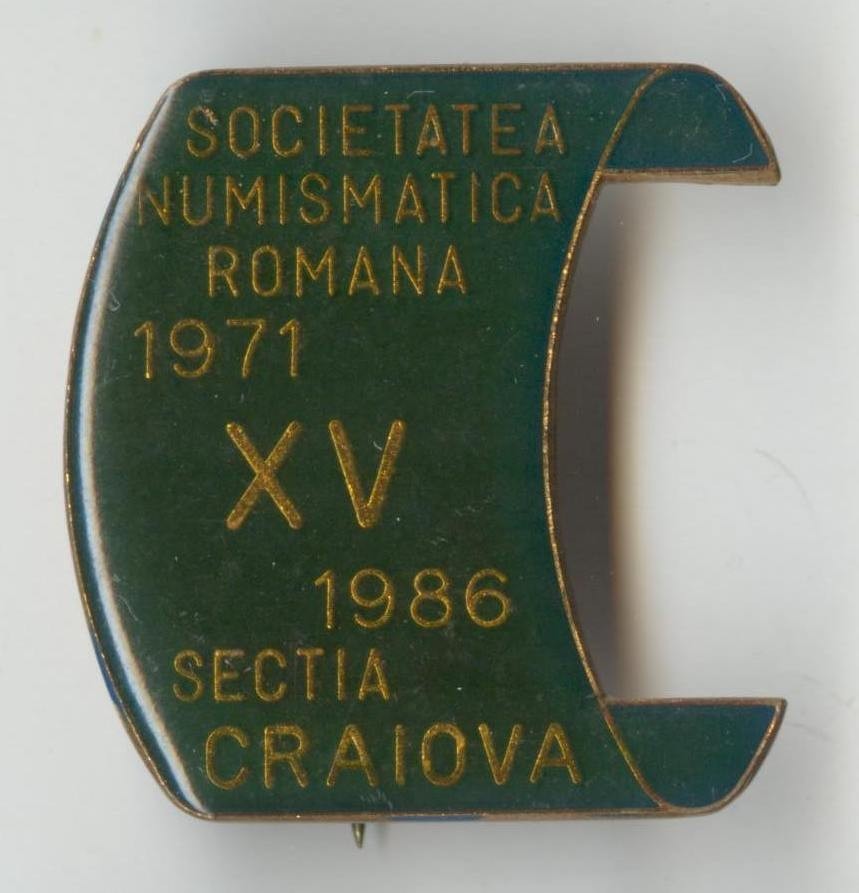 SOCIETATEA
NUMISMATICA
ROMANA
1971
XV
1986
SECTIA
CRAIOVA